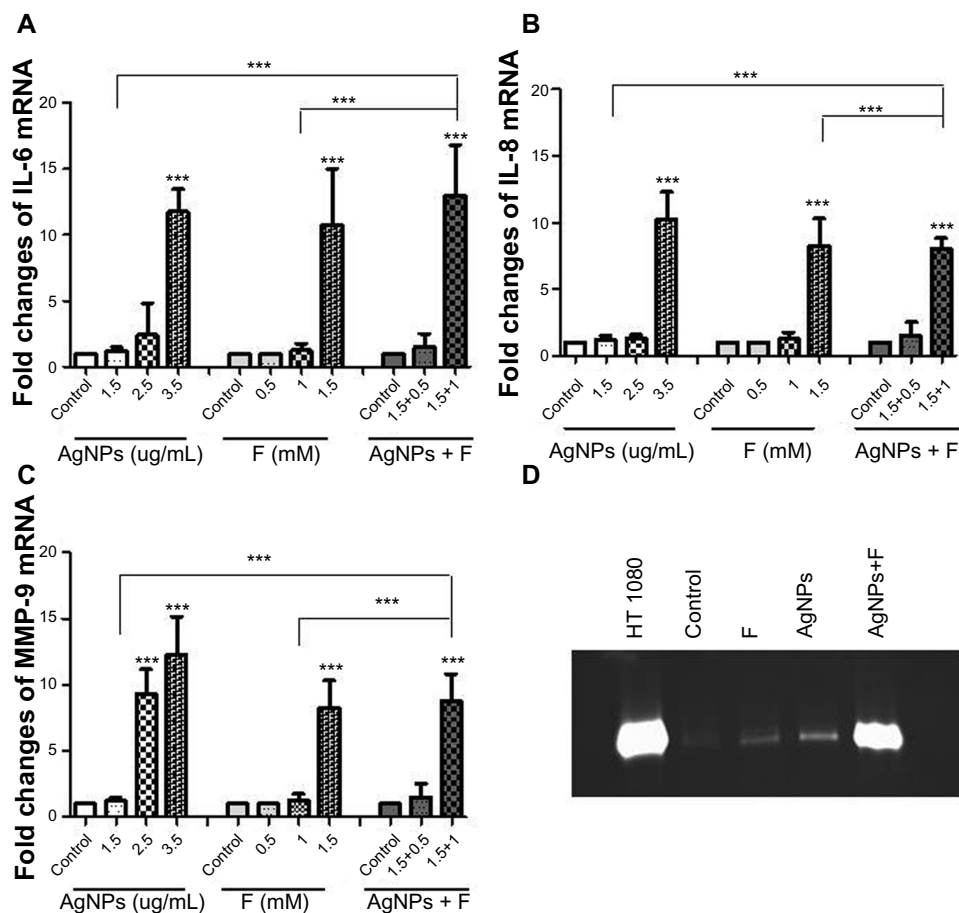 A
Fold changes of IL-6 mRNA
***
***
***
***
***
20
15
10
5
0
Control
1.5
2.5
3.5
Control
0.5
1
1.5
Control
1.5+0.5
1.5+1
AgNPs (ug/mL)
F (mM)
AgNPs + F
B
Fold changes of IL-8 mRNA
***
***
***
***
***
20
15
10
5
0
Control
1.5
2.5
3.5
Control
0.5
1
1.5
Control
1.5+0.5
1.5+1
AgNPs (ug/mL)
F (mM)
AgNPs + F
C
Fold changes of MMP-9 mRNA
***
***
***
***
***
***
20
15
10
5
0
Control
1.5
2.5
3.5
Control
0.5
1
1.5
Control
1.5+0.5
1.5+1
AgNPs (ug/mL)
F (mM)
AgNPs + F
D
HT 1080
Control
F
AgNPs
AgNPs+F